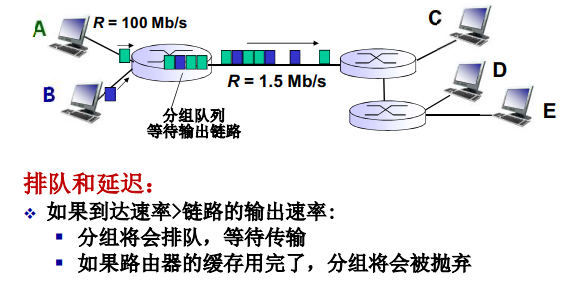 A
R = 100 Mb/s
C
R = 1.5 Mb/s
D
B
分组队列
等待输出链路
E
排队和延迟：
❖ 如果到达速率>链路的输出速率:
▪ 分组将会排队，等待传输
▪ 如果路由器的缓存用完了，分组将会被抛弃